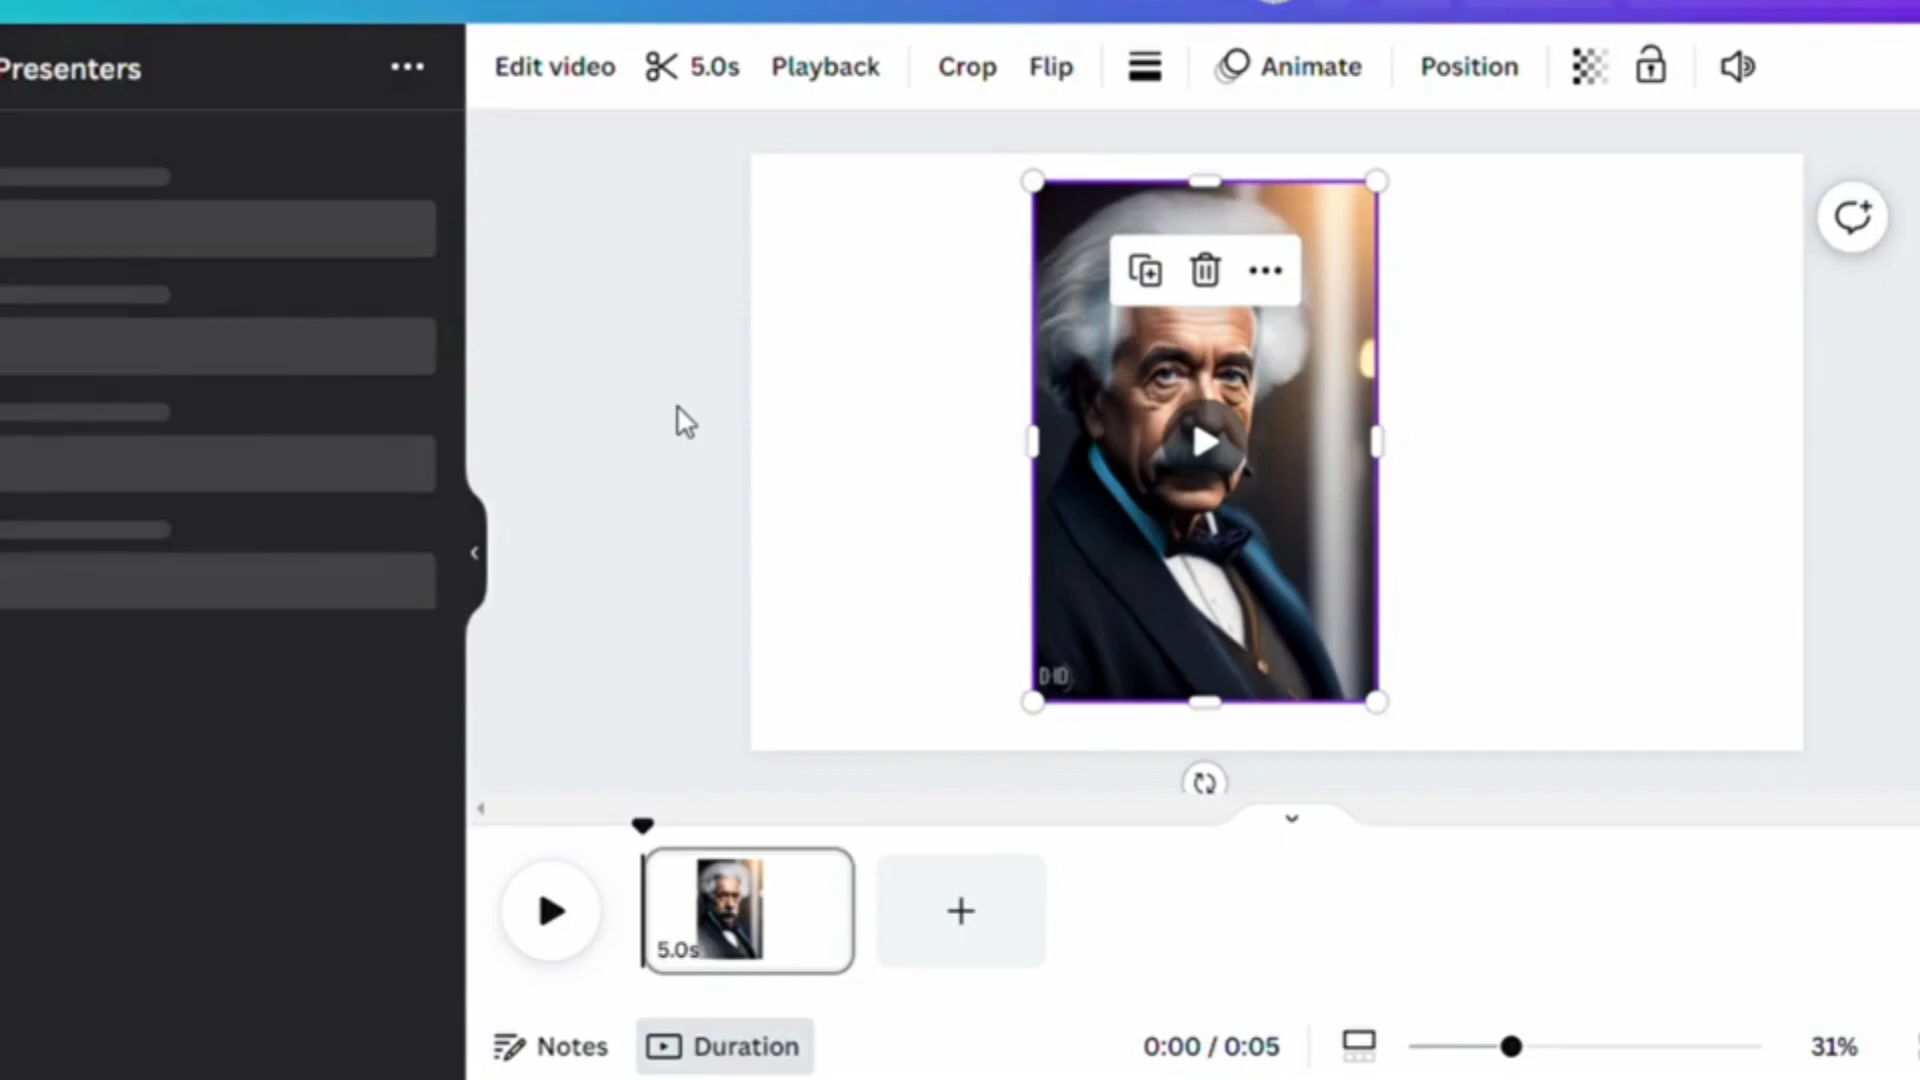 Presenters
Edit video 5.0s Playback Crop Flip Animate Position
D-ID
5.0s
Notes Duration 0:00 / 0:05 31%